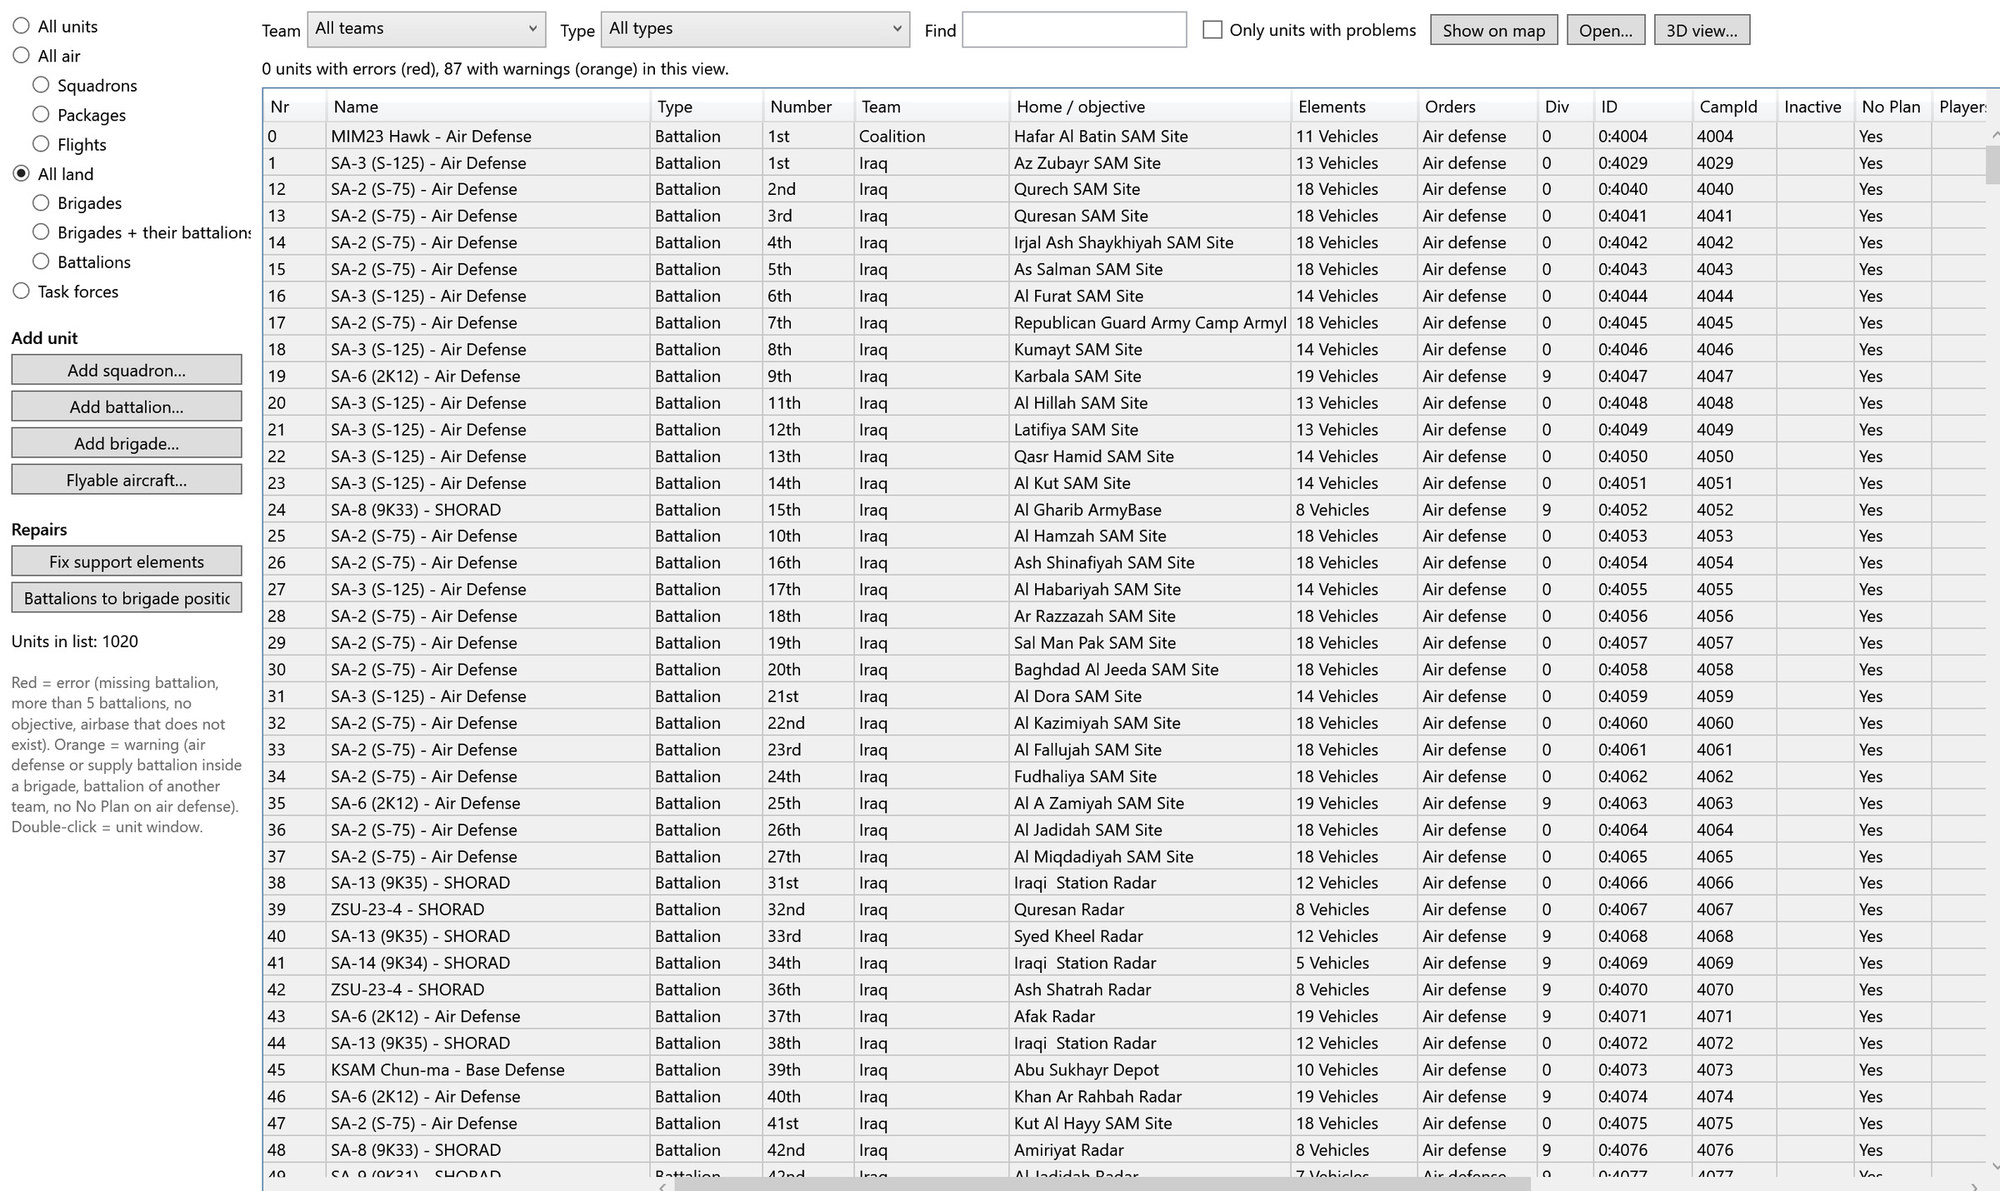 All units
All air
Squadrons
Packages
Flights
All land
Brigades
Brigades + their battalions
Battalions
Task forces
Add unit
Add squadron...
Add battalion...
Add brigade...
Flyable aircraft...
Repairs
Fix support elements
Battalions to brigade positic
Units in list: 1020
Red = error (missing battalion,
more than 5 battalions, no
objective, airbase that does not
exist). Orange = warning (air
defense or supply battalion inside
a brigade, battalion of another
team, no No Plan on air defense).
Double-click = unit window.
Team All teams Type All types Find Only units with problems Show on map Open... 3D view...
0 units with errors (red), 87 with warnings (orange) in this view.
Nr Name Type Number Team Home / objective Elements Orders Div ID CampId Inactive No Plan Players
0 MIM23 Hawk - Air Defense Battalion 1st Coalition Hafar Al Batin SAM Site 11 Vehicles Air defense 0 0:4004 4004 Yes
1 SA-3 (S-125) - Air Defense Battalion 1st Iraq Az Zubayr SAM Site 13 Vehicles Air defense 0 0:4029 4029 Yes
12 SA-2 (S-75) - Air Defense Battalion 2nd Iraq Qurech SAM Site 18 Vehicles Air defense 0 0:4040 4040 Yes
13 SA-2 (S-75) - Air Defense Battalion 3rd Iraq Quresan SAM Site 18 Vehicles Air defense 0 0:4041 4041 Yes
14 SA-2 (S-75) - Air Defense Battalion 4th Iraq Irjal Ash Shaykhiyah SAM Site 18 Vehicles Air defense 0 0:4042 4042 Yes
15 SA-2 (S-75) - Air Defense Battalion 5th Iraq As Salman SAM Site 18 Vehicles Air defense 0 0:4043 4043 Yes
16 SA-3 (S-125) - Air Defense Battalion 6th Iraq Al Furat SAM Site 14 Vehicles Air defense 0 0:4044 4044 Yes
17 SA-2 (S-75) - Air Defense Battalion 7th Iraq Republican Guard Army Camp Armyl 18 Vehicles Air defense 0 0:4045 4045 Yes
18 SA-3 (S-125) - Air Defense Battalion 8th Iraq Kumayt SAM Site 14 Vehicles Air defense 0 0:4046 4046 Yes
19 SA-6 (2K12) - Air Defense Battalion 9th Iraq Karbala SAM Site 19 Vehicles Air defense 9 0:4047 4047 Yes
20 SA-3 (S-125) - Air Defense Battalion 11th Iraq Al Hillah SAM Site 13 Vehicles Air defense 0 0:4048 4048 Yes
21 SA-3 (S-125) - Air Defense Battalion 12th Iraq Latifiya SAM Site 13 Vehicles Air defense 0 0:4049 4049 Yes
22 SA-3 (S-125) - Air Defense Battalion 13th Iraq Qasr Hamid SAM Site 14 Vehicles Air defense 0 0:4050 4050 Yes
23 SA-3 (S-125) - Air Defense Battalion 14th Iraq Al Kut SAM Site 14 Vehicles Air defense 0 0:4051 4051 Yes
24 SA-8 (9K33) - SHORAD Battalion 15th Iraq Al Gharib ArmyBase 8 Vehicles Air defense 9 0:4052 4052 Yes
25 SA-2 (S-75) - Air Defense Battalion 10th Iraq Al Hamzah SAM Site 18 Vehicles Air defense 0 0:4053 4053 Yes
26 SA-2 (S-75) - Air Defense Battalion 16th Iraq Ash Shinafiyah SAM Site 18 Vehicles Air defense 0 0:4054 4054 Yes
27 SA-3 (S-125) - Air Defense Battalion 17th Iraq Al Habariyah SAM Site 14 Vehicles Air defense 0 0:4055 4055 Yes
28 SA-2 (S-75) - Air Defense Battalion 18th Iraq Ar Razzazah SAM Site 18 Vehicles Air defense 0 0:4056 4056 Yes
29 SA-2 (S-75) - Air Defense Battalion 19th Iraq Sal Man Pak SAM Site 18 Vehicles Air defense 0 0:4057 4057 Yes
30 SA-2 (S-75) - Air Defense Battalion 20th Iraq Baghdad Al Jeeda SAM Site 18 Vehicles Air defense 0 0:4058 4058 Yes
31 SA-3 (S-125) - Air Defense Battalion 21st Iraq Al Dora SAM Site 14 Vehicles Air defense 0 0:4059 4059 Yes
32 SA-2 (S-75) - Air Defense Battalion 22nd Iraq Al Kazimiyah SAM Site 18 Vehicles Air defense 0 0:4060 4060 Yes
33 SA-2 (S-75) - Air Defense Battalion 23rd Iraq Al Fallujah SAM Site 18 Vehicles Air defense 0 0:4061 4061 Yes
34 SA-2 (S-75) - Air Defense Battalion 24th Iraq Fudhaliya SAM Site 18 Vehicles Air defense 0 0:4062 4062 Yes
35 SA-6 (2K12) - Air Defense Battalion 25th Iraq Al A Zamiyah SAM Site 19 Vehicles Air defense 9 0:4063 4063 Yes
36 SA-2 (S-75) - Air Defense Battalion 26th Iraq Al Jadidah SAM Site 18 Vehicles Air defense 0 0:4064 4064 Yes
37 SA-2 (S-75) - Air Defense Battalion 27th Iraq Al Miqdadiyah SAM Site 18 Vehicles Air defense 0 0:4065 4065 Yes
38 SA-13 (9K35) - SHORAD Battalion 31st Iraq Iraqi  Station Radar 12 Vehicles Air defense 0 0:4066 4066 Yes
39 ZSU-23-4 - SHORAD Battalion 32nd Iraq Quresan Radar 8 Vehicles Air defense 0 0:4067 4067 Yes
40 SA-13 (9K35) - SHORAD Battalion 33rd Iraq Syed Kheel Radar 12 Vehicles Air defense 9 0:4068 4068 Yes
41 SA-14 (9K34) - SHORAD Battalion 34th Iraq Iraqi  Station Radar 5 Vehicles Air defense 9 0:4069 4069 Yes
42 ZSU-23-4 - SHORAD Battalion 36th Iraq Ash Shatrah Radar 8 Vehicles Air defense 9 0:4070 4070 Yes
43 SA-6 (2K12) - Air Defense Battalion 37th Iraq Afak Radar 19 Vehicles Air defense 9 0:4071 4071 Yes
44 SA-13 (9K35) - SHORAD Battalion 38th Iraq Iraqi  Station Radar 12 Vehicles Air defense 0 0:4072 4072 Yes
45 KSAM Chun-ma - Base Defense Battalion 39th Iraq Abu Sukhayr Depot 10 Vehicles Air defense 0 0:4073 4073 Yes
46 SA-6 (2K12) - Air Defense Battalion 40th Iraq Khan Ar Rahbah Radar 19 Vehicles Air defense 9 0:4074 4074 Yes
47 SA-2 (S-75) - Air Defense Battalion 41st Iraq Kut Al Hayy SAM Site 18 Vehicles Air defense 0 0:4075 4075 Yes
48 SA-8 (9K33) - SHORAD Battalion 42nd Iraq Amiriyat Radar 8 Vehicles Air defense 9 0:4076 4076 Yes
49 SA-9 (9K31) - SHORAD Battalion 42nd Iraq Al Jadidah Radar 7 Vehicles Air defense 9 0:4077 4077 Yes